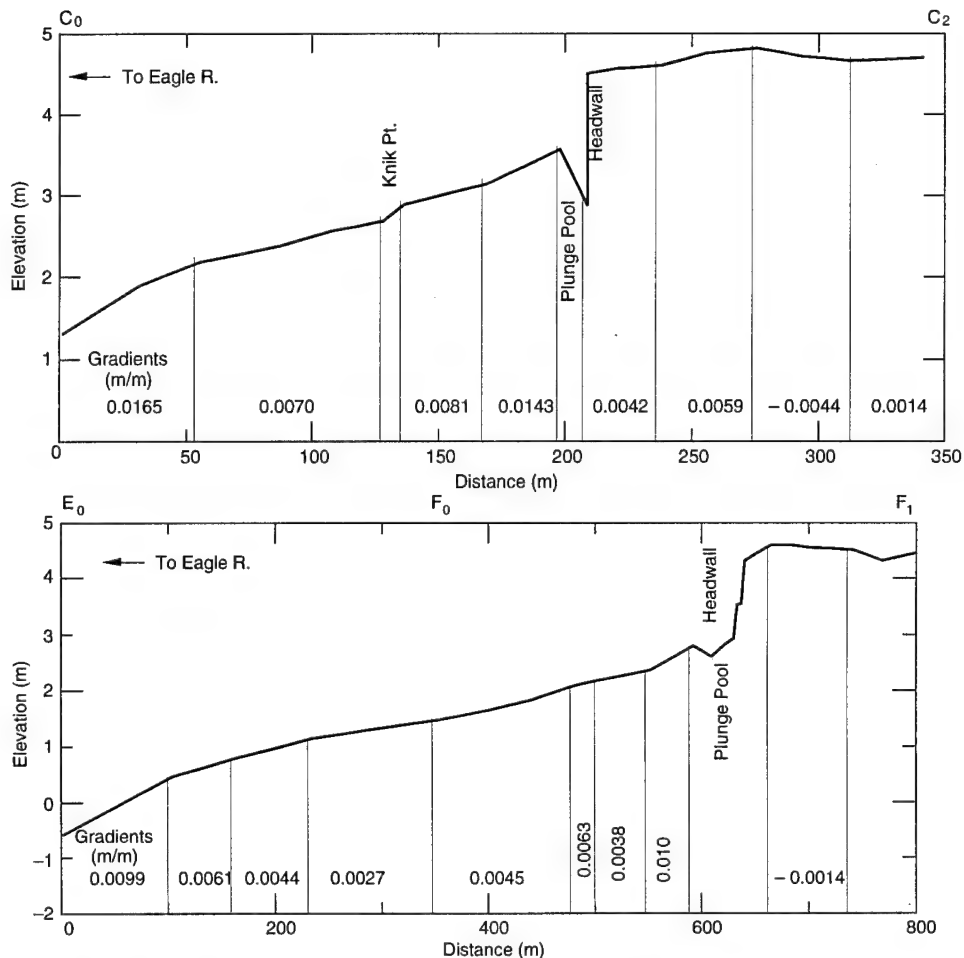 C0 C2
5
4
3
2
1
0
Elevation (m)
← To Eagle R.
Knik Pt.
Plunge Pool
Headwall
Gradients
(m/m)
0.0165 0.0070 0.0081 0.0143 0.0042 0.0059 −0.0044 0.0014
0 50 100 150 200 250 300 350
Distance (m)
E0 F0 F1
5
4
3
2
1
0
−1
−2
Elevation (m)
← To Eagle R.
Headwall
Plunge Pool
Gradients
(m/m)
0.0099 0.0061 0.0044 0.0027 0.0045 0.0063 0.0038 0.010 −0.0014
0 200 400 600 800
Distance (m)